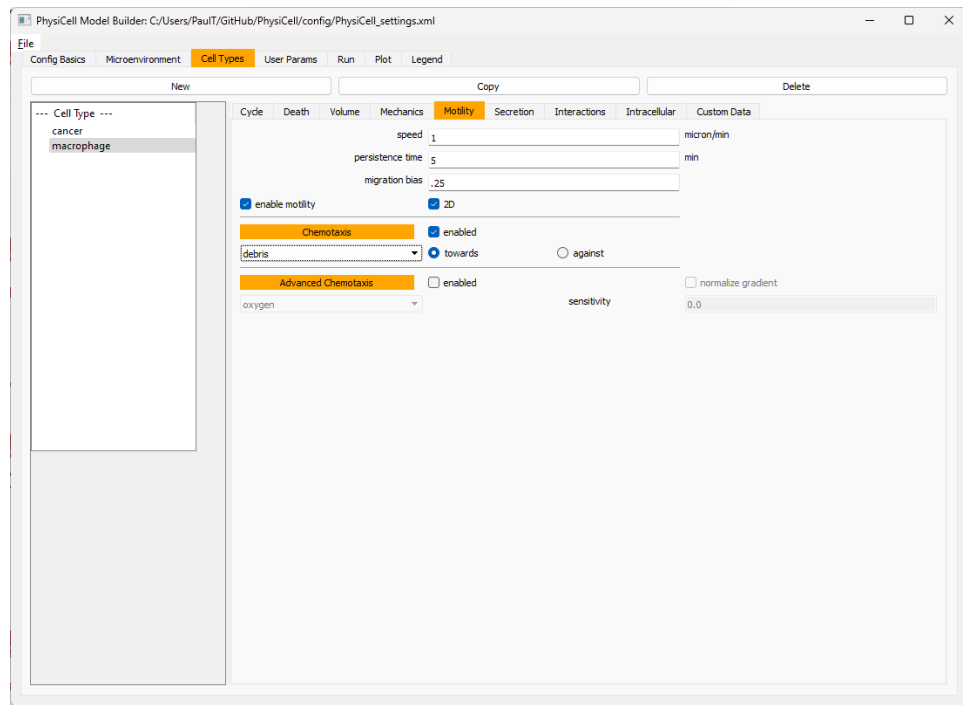 PhysiCell Model Builder: C:/Users/PaulT/GitHub/PhysiCell/config/PhysiCell_settings.xml
File
Config Basics Microenvironment Cell Types User Params Run Plot Legend
New Copy Delete
--- Cell Type ---
cancer
macrophage
Cycle Death Volume Mechanics Motility Secretion Interactions Intracellular Custom Data
speed 1 micron/min
persistence time 5 min
migration bias .25
enable motility 2D
Chemotaxis enabled
debris towards against
Advanced Chemotaxis enabled normalize gradient
oxygen sensitivity 0.0